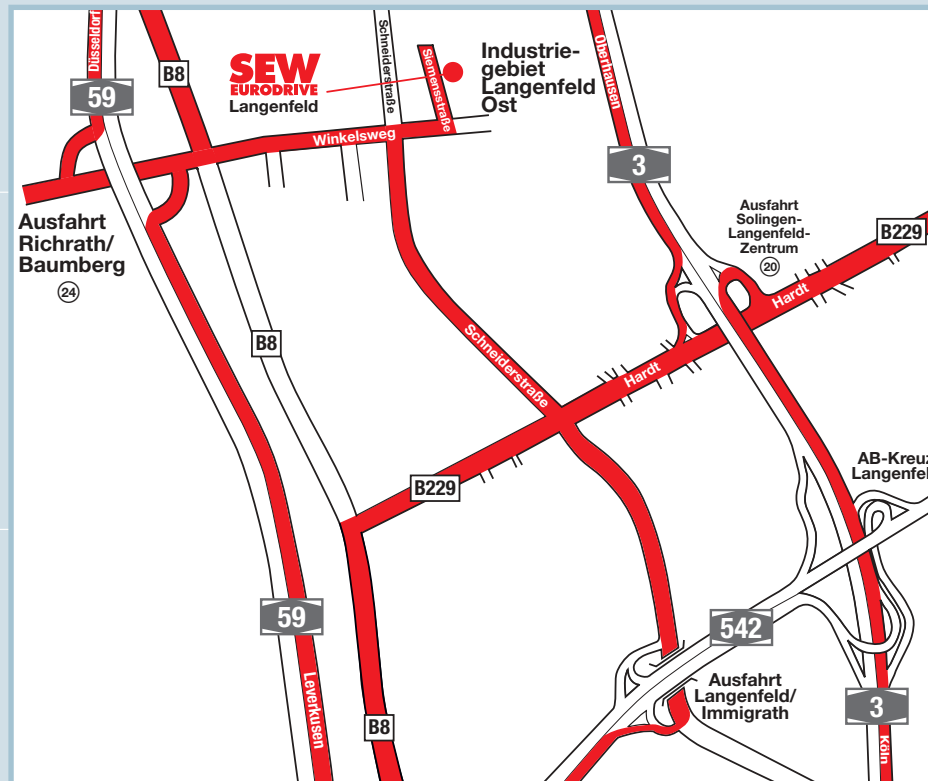 Düsseldorf
59
B8
SEW
EURODRIVE
Langenfeld
Schneiderstraße
Siemensstraße
Industrie-
gebiet
Langenfeld
Ost
Oberhausen
Winkelsweg
3
Ausfahrt
Richrath/
Baumberg
24
Ausfahrt
Solingen-
Langenfeld-
Zentrum
20
B229
Hardt
B8
Schneiderstraße
Hardt
B229
AB-Kreuz
Langenfel
59
542
Leverkusen
Ausfahrt
Langenfeld/
Immigrath
B8
3
Köln